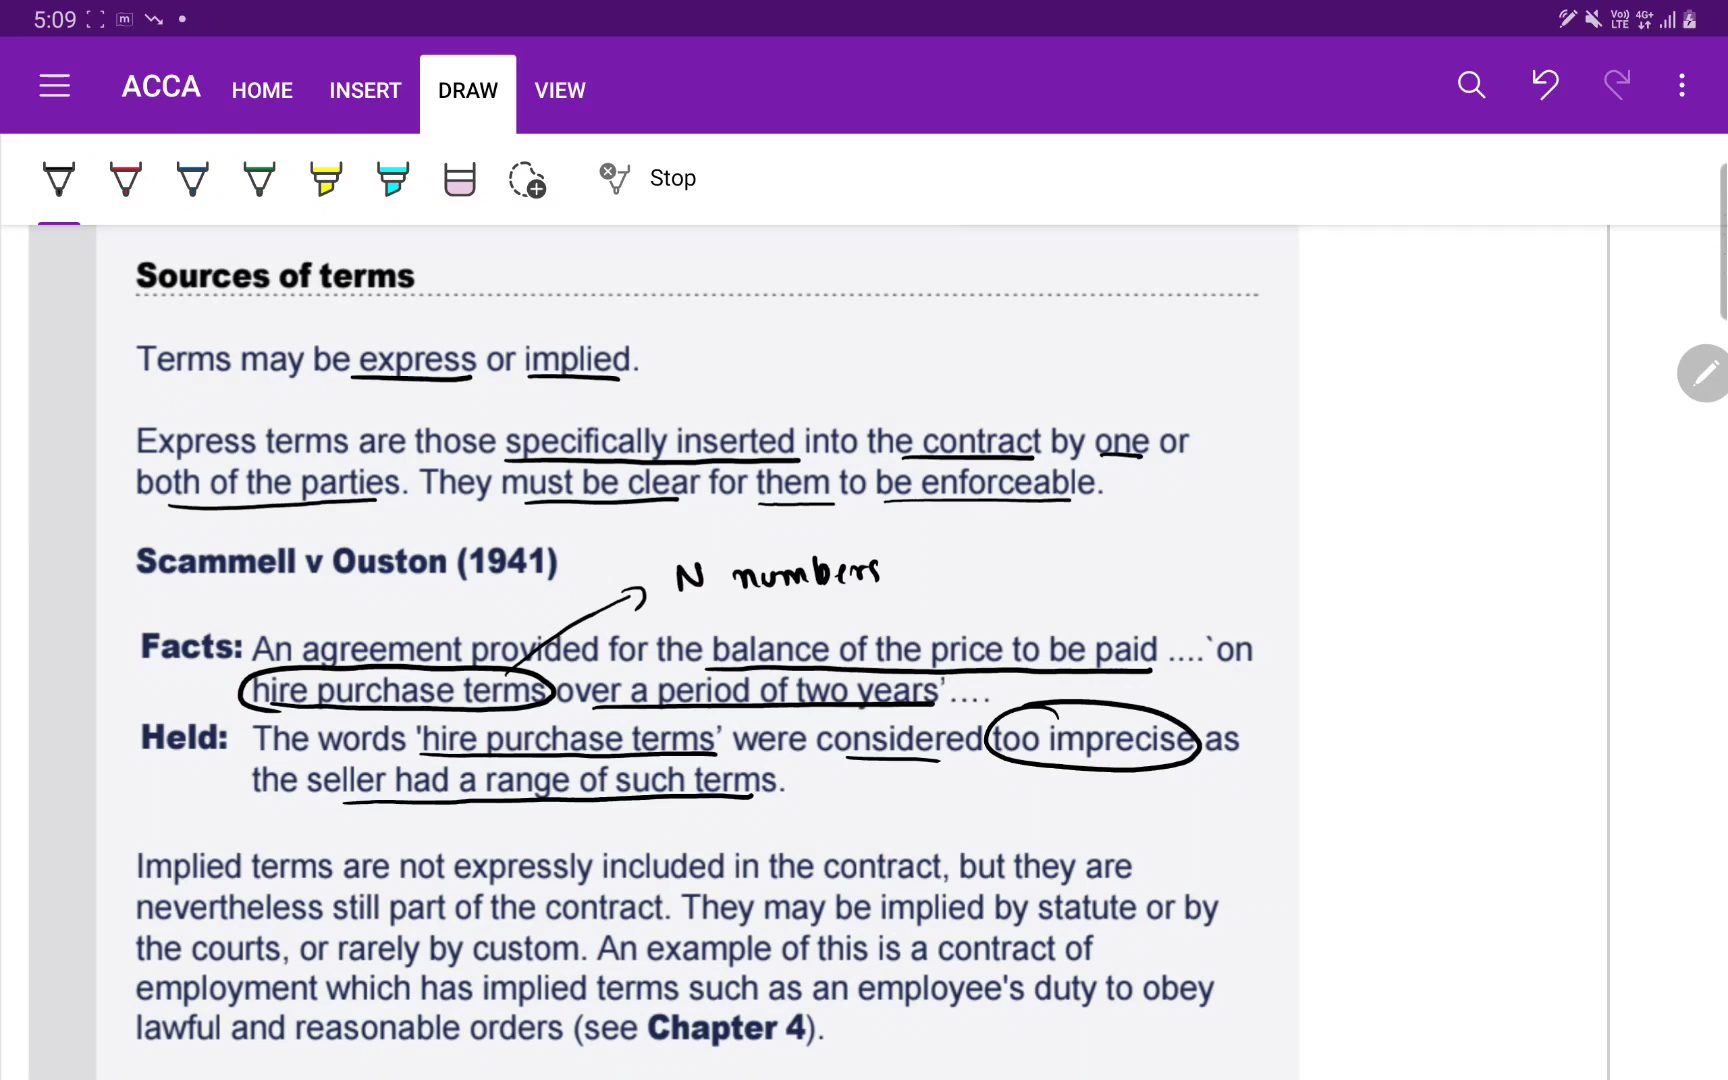 5:09
Vo)) LTE 4G+
ACCA HOME INSERT DRAW VIEW
Stop
Sources of terms
Terms may be express or implied.
Express terms are those specifically inserted into the contract by one or
both of the parties. They must be clear for them to be enforceable.
Scammell v Ouston (1941)
N numbers
Facts: An agreement provided for the balance of the price to be paid ....`on
hire purchase terms over a period of two years’....
Held: The words 'hire purchase terms’ were considered too imprecise as
the seller had a range of such terms.
Implied terms are not expressly included in the contract, but they are
nevertheless still part of the contract. They may be implied by statute or by
the courts, or rarely by custom. An example of this is a contract of
employment which has implied terms such as an employee's duty to obey
lawful and reasonable orders (see Chapter 4).